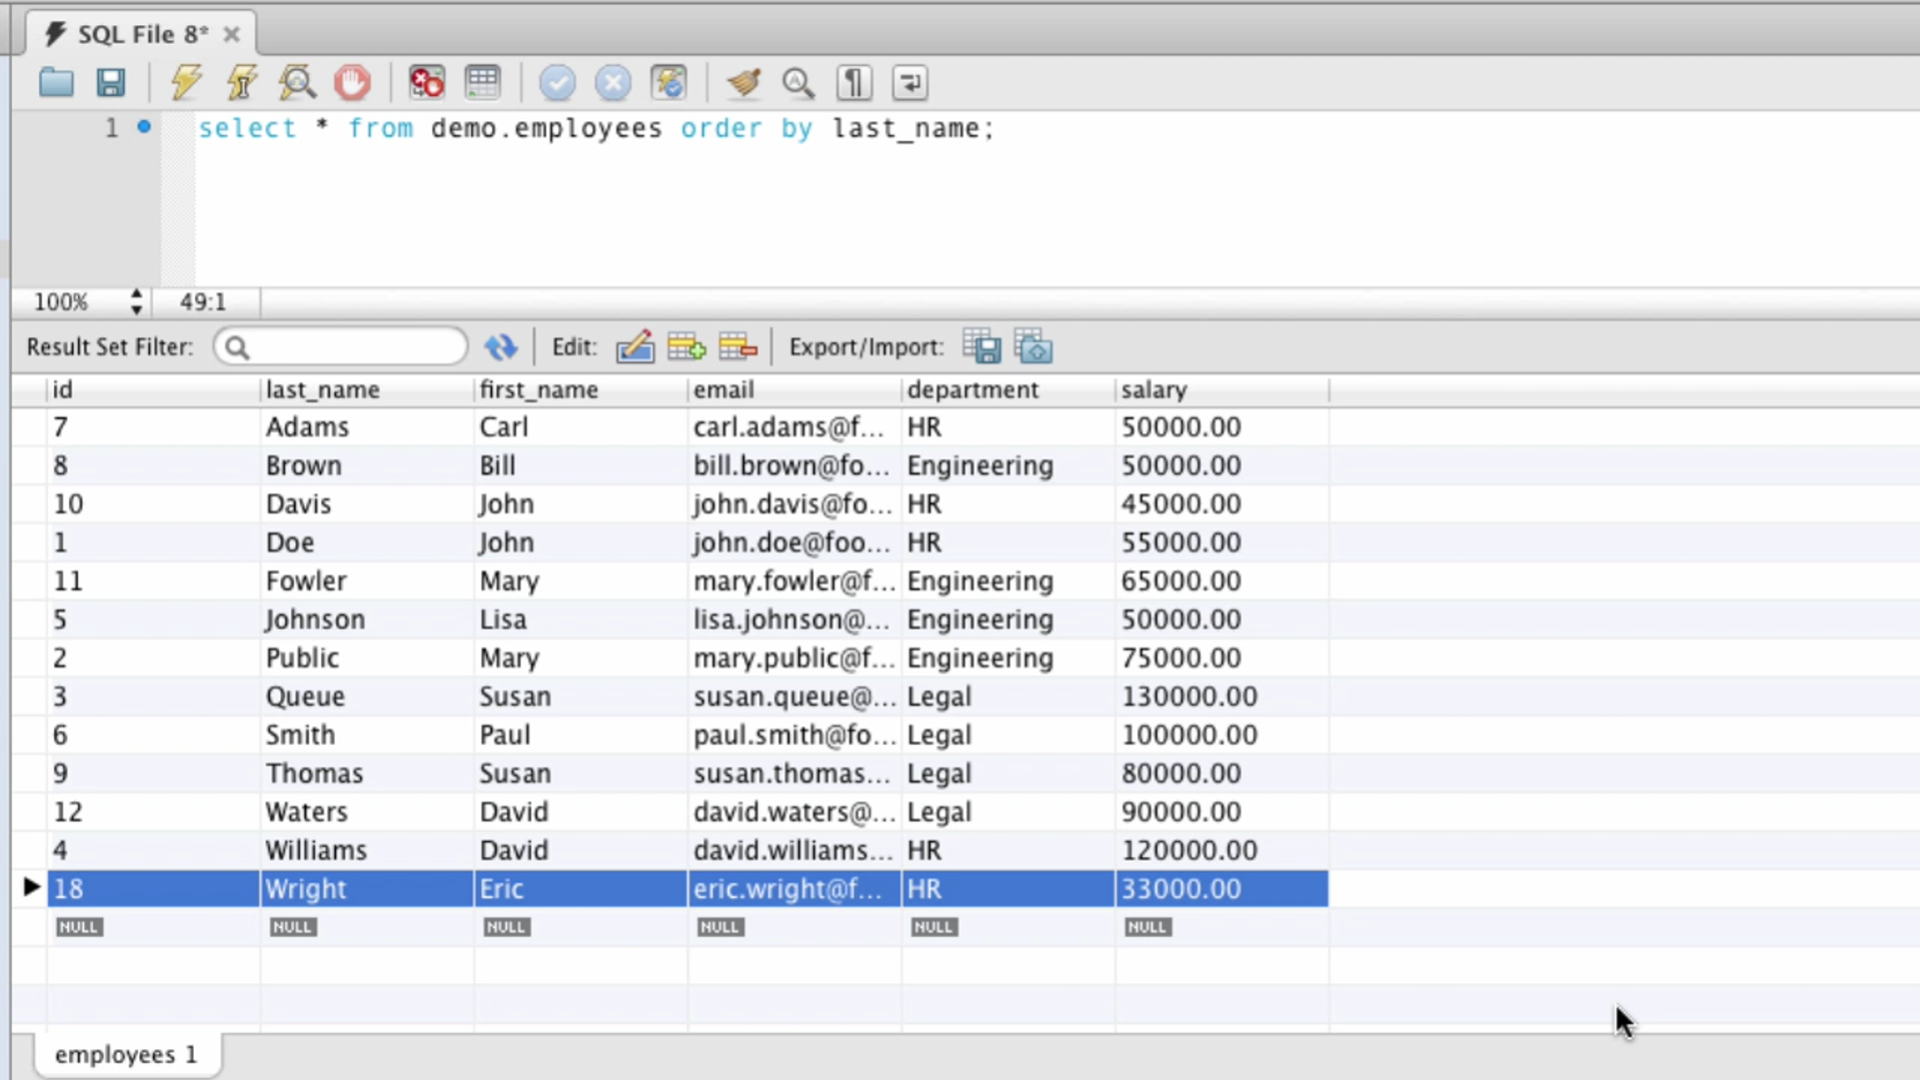 SQL File 8*
1 select * from demo.employees order by last_name;
100% 49:1
Result Set Filter: Edit: Export/Import:
id last_name first_name email department salary
7 Adams Carl carl.adams@f... HR 50000.00
8 Brown Bill bill.brown@fo... Engineering 50000.00
10 Davis John john.davis@fo... HR 45000.00
1 Doe John john.doe@foo... HR 55000.00
11 Fowler Mary mary.fowler@f... Engineering 65000.00
5 Johnson Lisa lisa.johnson@... Engineering 50000.00
2 Public Mary mary.public@f... Engineering 75000.00
3 Queue Susan susan.queue@... Legal 130000.00
6 Smith Paul paul.smith@fo... Legal 100000.00
9 Thomas Susan susan.thomas... Legal 80000.00
12 Waters David david.waters@... Legal 90000.00
4 Williams David david.williams... HR 120000.00
18 Wright Eric eric.wright@f... HR 33000.00
NULL NULL NULL NULL NULL NULL
employees 1